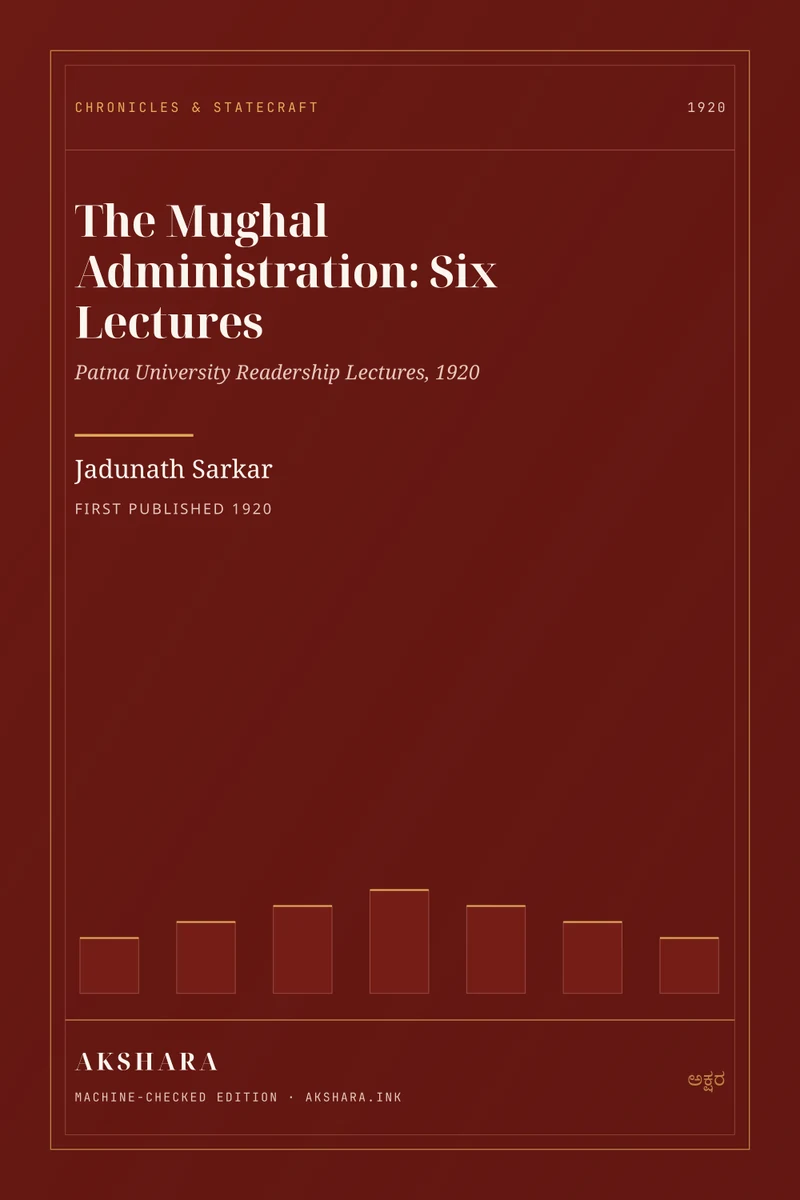 CHRONICLES & STATECRAFT
1920
The Mughal
Administration: Six
Lectures
Patna University Readership Lectures, 1920
Jadunath Sarkar
FIRST PUBLISHED 1920
AKSHARA
MACHINE-CHECKED EDITION · AKSHARA.INK
ಅಕ್ಷರ